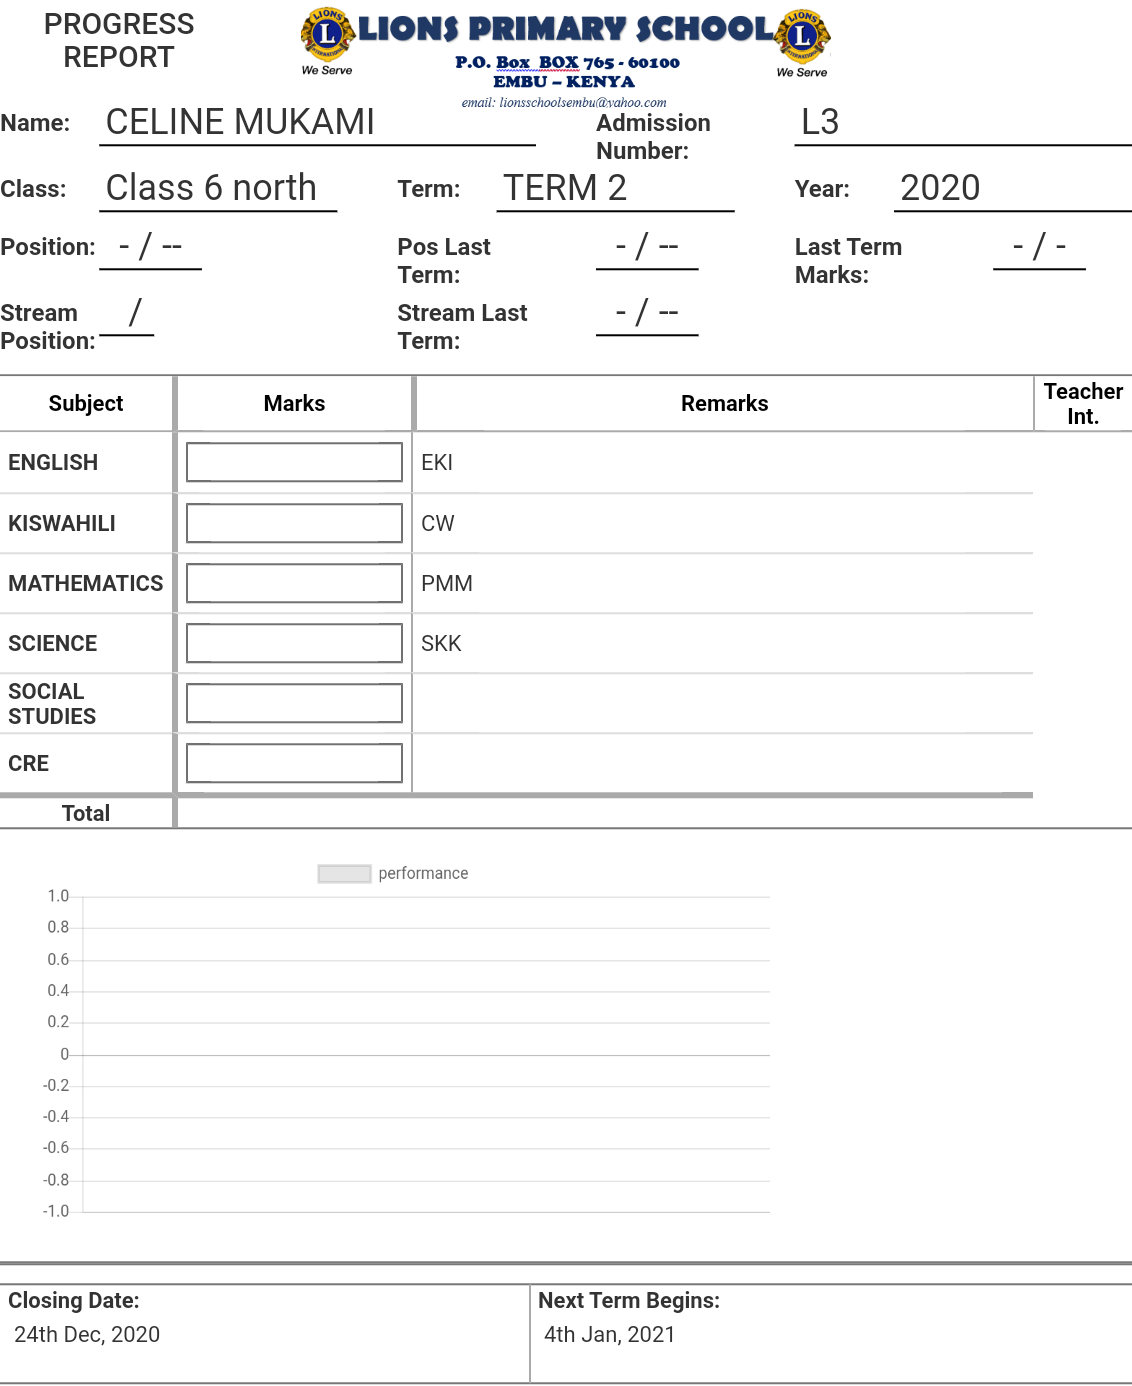 PROGRESS
REPORT
LIONS PRIMARY SCHOOL
We Serve
We Serve
P.O. Box BOX 765 - 60100
EMBU – KENYA
email: lionsschoolsembu@yahoo.com
Name: CELINE MUKAMI Admission Number: L3
Class: Class 6 north Term: TERM 2 Year: 2020
Position: - / -- Pos Last Term: - / -- Last Term Marks: - / -
Stream Position: / Stream Last Term: - / --
Subject Marks Remarks Teacher Int.
ENGLISH EKI
KISWAHILI CW
MATHEMATICS PMM
SCIENCE SKK
SOCIAL STUDIES
CRE
Total
performance
1.0
0.8
0.6
0.4
0.2
0
-0.2
-0.4
-0.6
-0.8
-1.0
Closing Date: Next Term Begins:
24th Dec, 2020 4th Jan, 2021